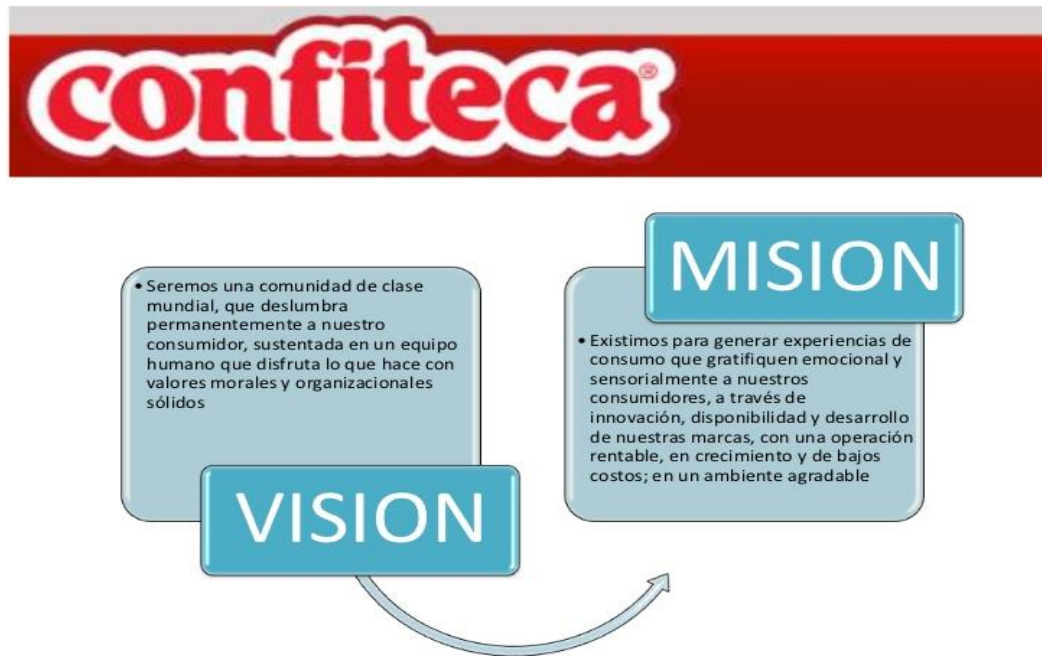 confiteca®
• Seremos una comunidad de clase
mundial, que deslumbra
permanentemente a nuestro
consumidor, sustentada en un equipo
humano que disfruta lo que hace con
valores morales y organizacionales
sólidos
VISION
MISION
• Existimos para generar experiencias de
consumo que gratifiquen emocional y
sensorialmente a nuestros
consumidores, a través de
innovación, disponibilidad y desarrollo
de nuestras marcas, con una operación
rentable, en crecimiento y de bajos
costos; en un ambiente agradable